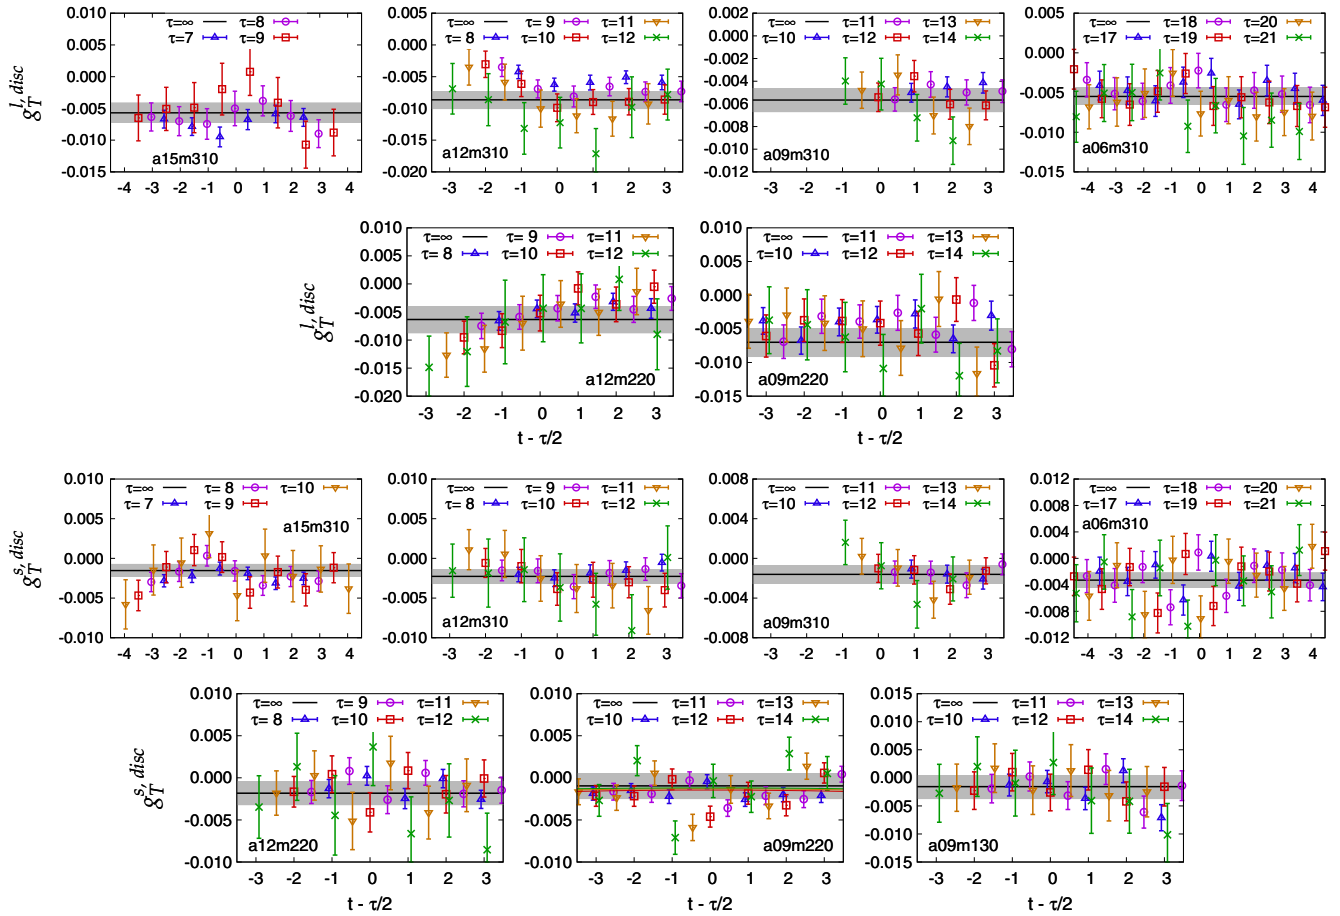 g_T^{l, disc}
0.005
0.000
-0.005
-0.010
-0.015
τ=∞ τ=8
τ=7 τ=9
a15m310
-4 -3 -2 -1 0 1 2 3 4
0.005
0.000
-0.005
-0.010
-0.015
-0.020
τ=∞ τ= 9 τ=11
τ= 8 τ=10 τ=12
a12m310
-3 -2 -1 0 1 2 3
0.002
0.000
-0.002
-0.004
-0.006
-0.008
-0.010
-0.012
τ=∞ τ=11 τ=13
τ=10 τ=12 τ=14
a09m310
-3 -2 -1 0 1 2 3
0.005
0.000
-0.005
-0.010
-0.015
τ=∞ τ=18 τ=20
τ=17 τ=19 τ=21
a06m310
-4 -3 -2 -1 0 1 2 3 4
g_T^{l, disc}
0.010
0.005
0.000
-0.005
-0.010
-0.015
-0.020
τ=∞ τ= 9 τ=11
τ= 8 τ=10 τ=12
a12m220
-3 -2 -1 0 1 2 3
t - τ/2
0.010
0.005
0.000
-0.005
-0.010
-0.015
τ=∞ τ=11 τ=13
τ=10 τ=12 τ=14
a09m220
-3 -2 -1 0 1 2 3
t - τ/2
g_T^{s, disc}
0.010
0.005
0.000
-0.005
-0.010
τ=∞ τ= 8 τ=10
τ= 7 τ= 9
a15m310
-4 -3 -2 -1 0 1 2 3 4
0.010
0.005
0.000
-0.005
-0.010
τ=∞ τ= 9 τ=11
τ= 8 τ=10 τ=12
a12m310
-3 -2 -1 0 1 2 3
0.008
0.004
0.000
-0.004
-0.008
τ=∞ τ=11 τ=13
τ=10 τ=12 τ=14
a09m310
-3 -2 -1 0 1 2 3
0.012
0.008
0.004
0.000
-0.004
-0.008
-0.012
τ=∞ τ=18 τ=20
τ=17 τ=19 τ=21
a06m310
-4 -3 -2 -1 0 1 2 3 4
g_T^{s, disc}
0.010
0.005
0.000
-0.005
-0.010
τ=∞ τ= 9 τ=11
τ= 8 τ=10 τ=12
a12m220
-3 -2 -1 0 1 2 3
t - τ/2
0.010
0.005
0.000
-0.005
-0.010
τ=∞ τ=11 τ=13
τ=10 τ=12 τ=14
a09m220
-3 -2 -1 0 1 2 3
t - τ/2
0.015
0.010
0.005
0.000
-0.005
-0.010
-0.015
τ=∞ τ=11 τ=13
τ=10 τ=12 τ=14
a09m130
-3 -2 -1 0 1 2 3
t - τ/2